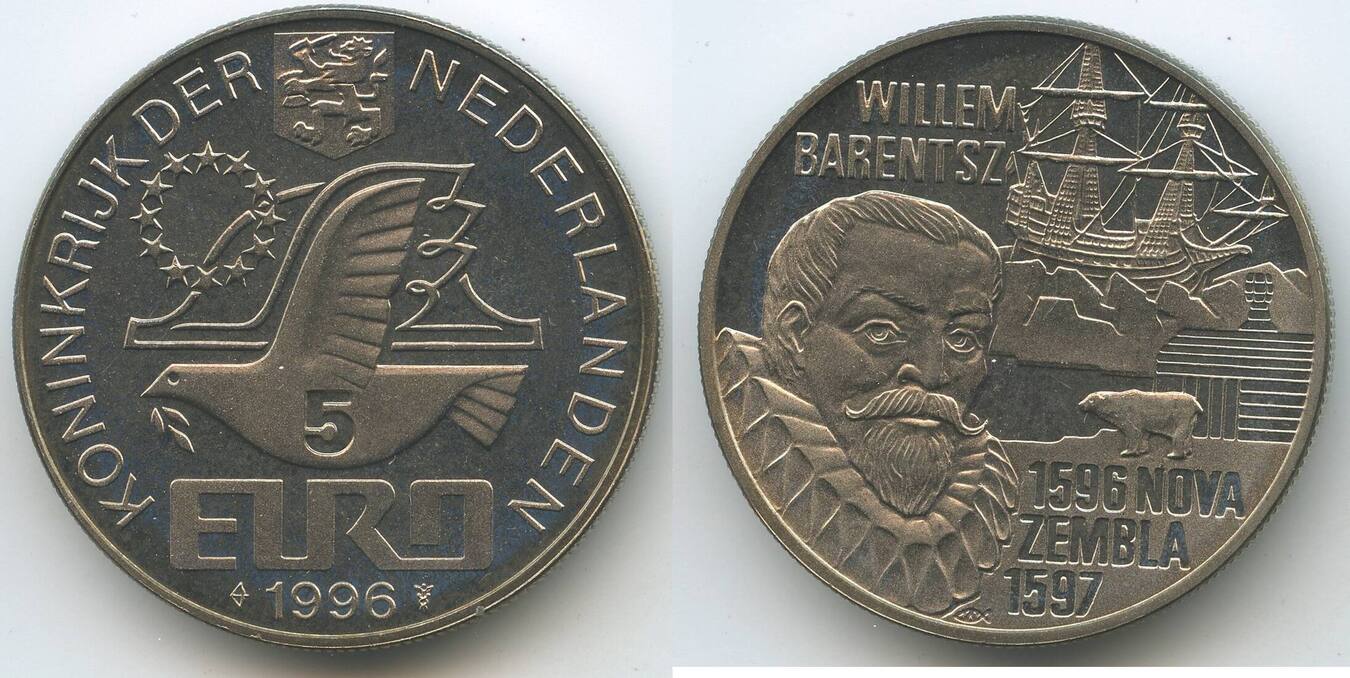 KONINKRIJK DER NEDERLANDEN
5
EURO
1996
WILLEM
BARENTSZ
1596 NOVA
ZEMBLA
1597